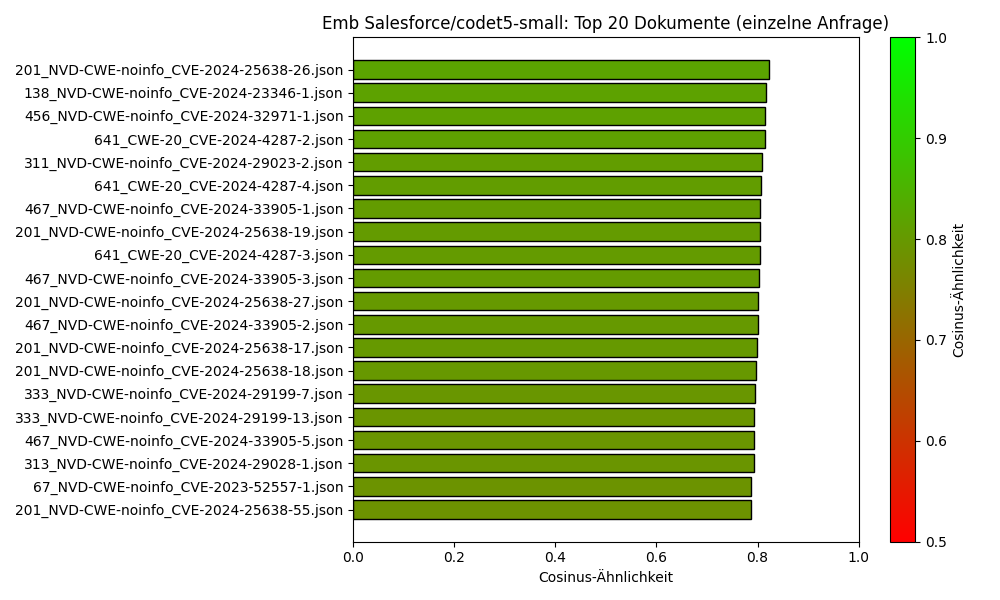 Emb Salesforce/codet5-small: Top 20 Dokumente (einzelne Anfrage)
201_NVD-CWE-noinfo_CVE-2024-25638-26.json
138_NVD-CWE-noinfo_CVE-2024-23346-1.json
456_NVD-CWE-noinfo_CVE-2024-32971-1.json
641_CWE-20_CVE-2024-4287-2.json
311_NVD-CWE-noinfo_CVE-2024-29023-2.json
641_CWE-20_CVE-2024-4287-4.json
467_NVD-CWE-noinfo_CVE-2024-33905-1.json
201_NVD-CWE-noinfo_CVE-2024-25638-19.json
641_CWE-20_CVE-2024-4287-3.json
467_NVD-CWE-noinfo_CVE-2024-33905-3.json
201_NVD-CWE-noinfo_CVE-2024-25638-27.json
467_NVD-CWE-noinfo_CVE-2024-33905-2.json
201_NVD-CWE-noinfo_CVE-2024-25638-17.json
201_NVD-CWE-noinfo_CVE-2024-25638-18.json
333_NVD-CWE-noinfo_CVE-2024-29199-7.json
333_NVD-CWE-noinfo_CVE-2024-29199-13.json
467_NVD-CWE-noinfo_CVE-2024-33905-5.json
313_NVD-CWE-noinfo_CVE-2024-29028-1.json
67_NVD-CWE-noinfo_CVE-2023-52557-1.json
201_NVD-CWE-noinfo_CVE-2024-25638-55.json
0.0 0.2 0.4 0.6 0.8 1.0
Cosinus-Ähnlichkeit
1.0
0.9
0.8
0.7
0.6
0.5
Cosinus-Ähnlichkeit